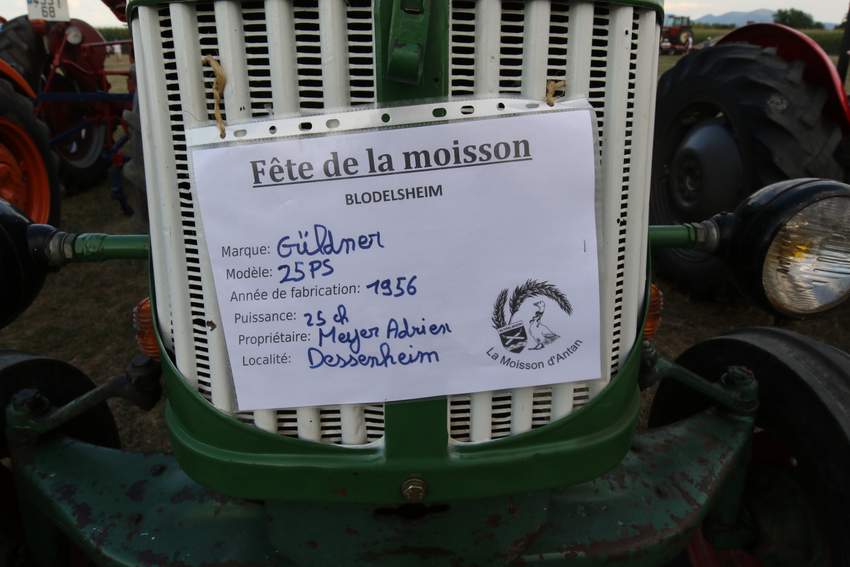 Fête de la moisson
BLODELSHEIM
Marque: Güldner
Modèle: 25PS
Année de fabrication: 1956
Puissance: 25 ch
Propriétaire: Meyer Adrien
Localité: Dessenheim
La Moisson d'Antan